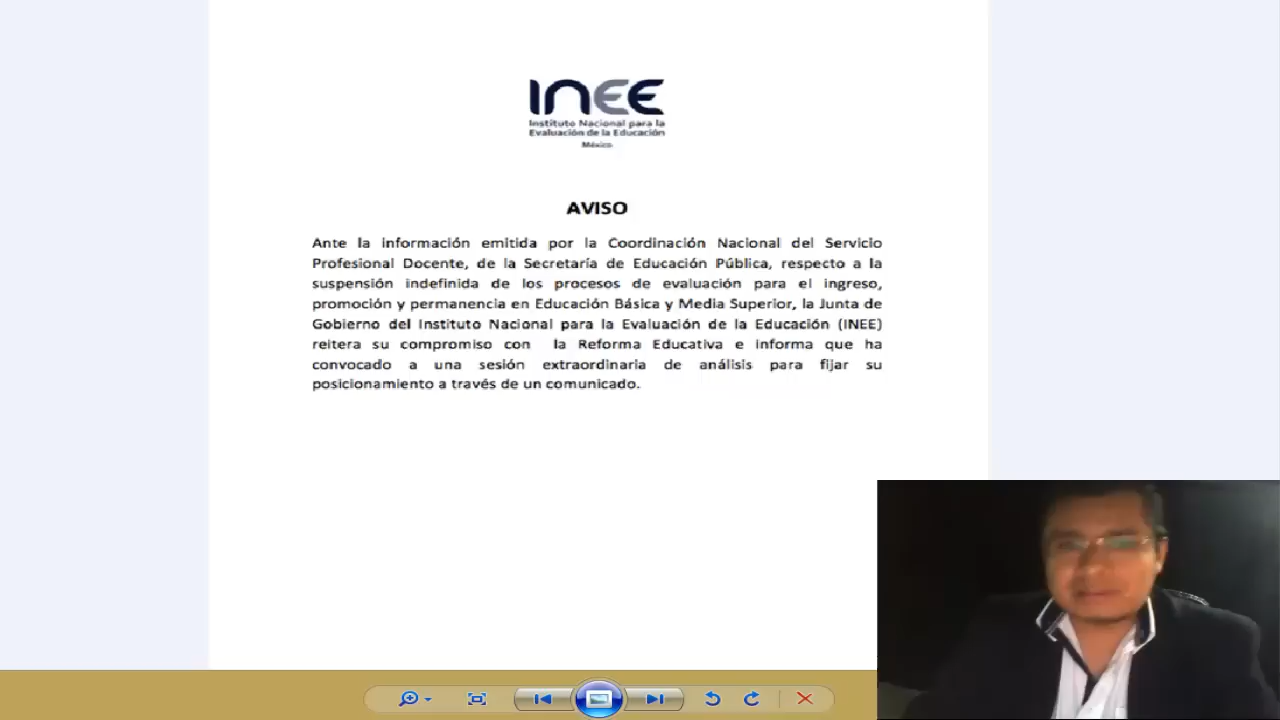 INEE
Instituto Nacional para la
Evaluación de la Educación
México
AVISO
Ante la información emitida por la Coordinación Nacional del Servicio
Profesional Docente, de la Secretaría de Educación Pública, respecto a la
suspensión indefinida de los procesos de evaluación para el ingreso,
promoción y permanencia en Educación Básica y Media Superior, la Junta de
Gobierno del Instituto Nacional para la Evaluación de la Educación (INEE)
reitera su compromiso con la Reforma Educativa e informa que ha
convocado a una sesión extraordinaria de análisis para fijar su
posicionamiento a través de un comunicado.